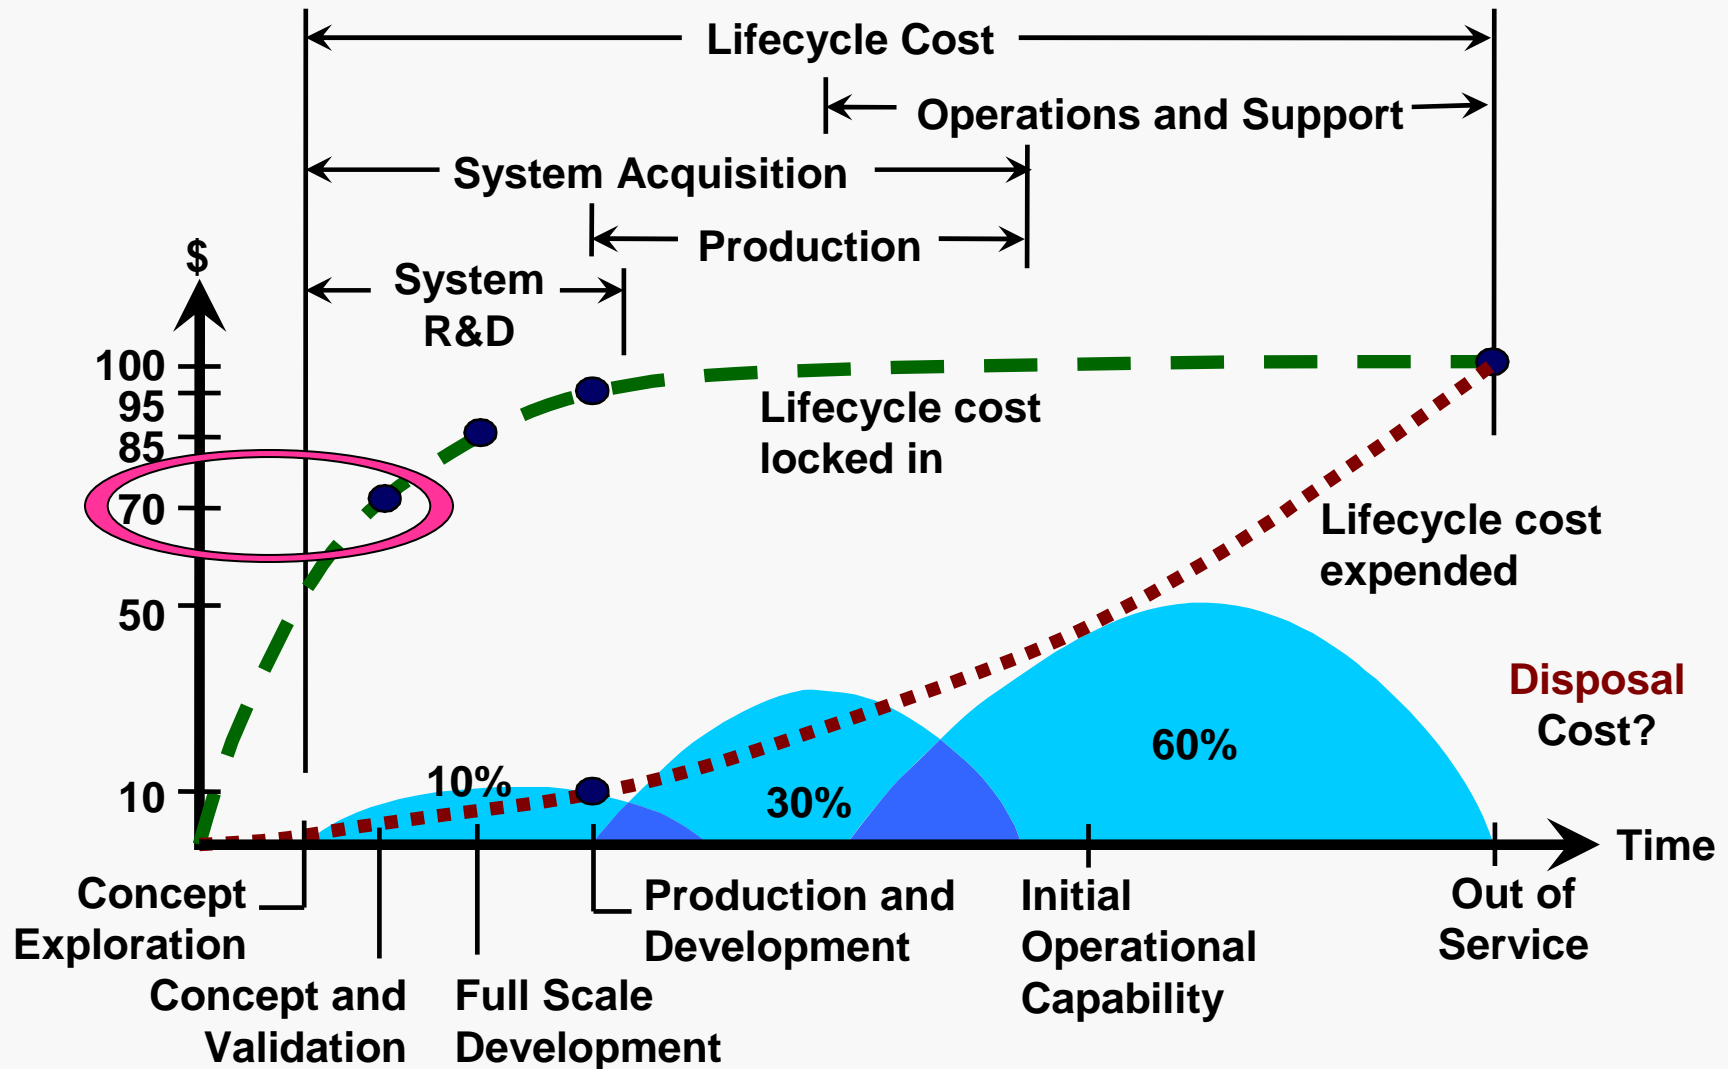 Lifecycle Cost
Operations and Support
System Acquisition
Production
System
R&D
$
100
95
85
70
50
10
Lifecycle cost
locked in
Lifecycle cost
expended
Disposal
Cost?
10%
30%
60%
Time
Concept
Exploration
Concept and
Validation
Full Scale
Development
Production and
Development
Initial
Operational
Capability
Out of
Service